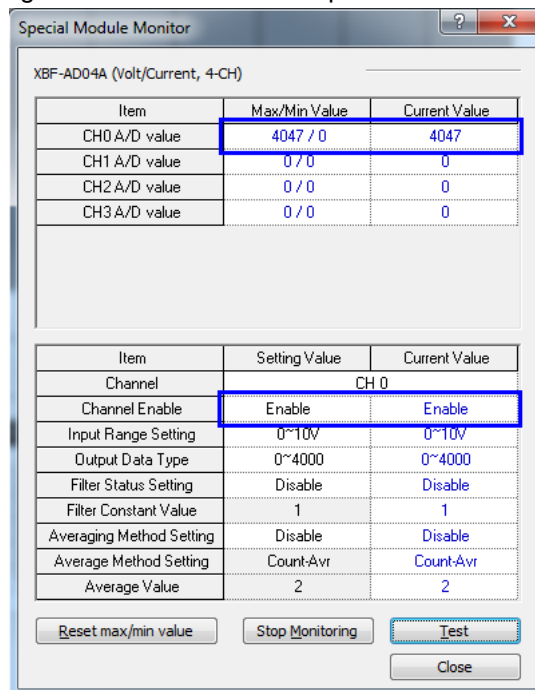 Special Module Monitor
XBF-AD04A (Volt/Current, 4-CH)
Item Max/Min Value Current Value
CH0 A/D value 4047 / 0 4047
CH1 A/D value 0 / 0 0
CH2 A/D value 0 / 0 0
CH3 A/D value 0 / 0 0
Item Setting Value Current Value
Channel CH 0
Channel Enable Enable Enable
Input Range Setting 0~10V 0~10V
Output Data Type 0~4000 0~4000
Filter Status Setting Disable Disable
Filter Constant Value 1 1
Averaging Method Setting Disable Disable
Average Method Setting Count-Avr Count-Avr
Average Value 2 2
Reset max/min value Stop Monitoring Test
Close